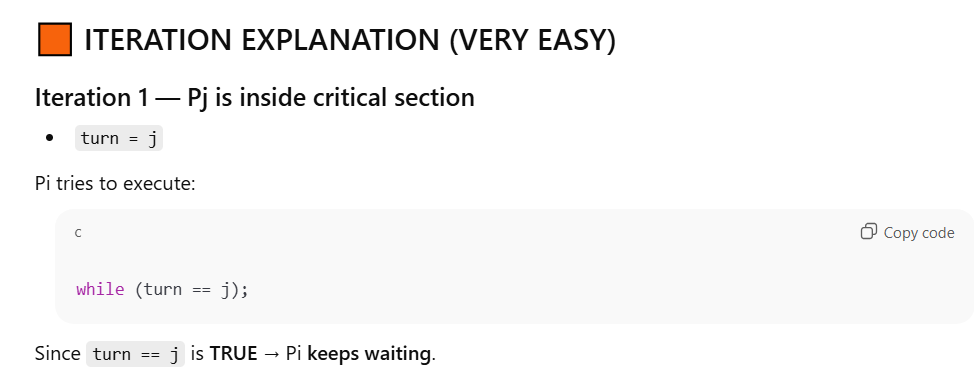 ITERATION EXPLANATION (VERY EASY)
Iteration 1 — Pj is inside critical section
• turn = j
Pi tries to execute:
c
Copy code
while (turn == j);
Since turn == j is TRUE → Pi keeps waiting.